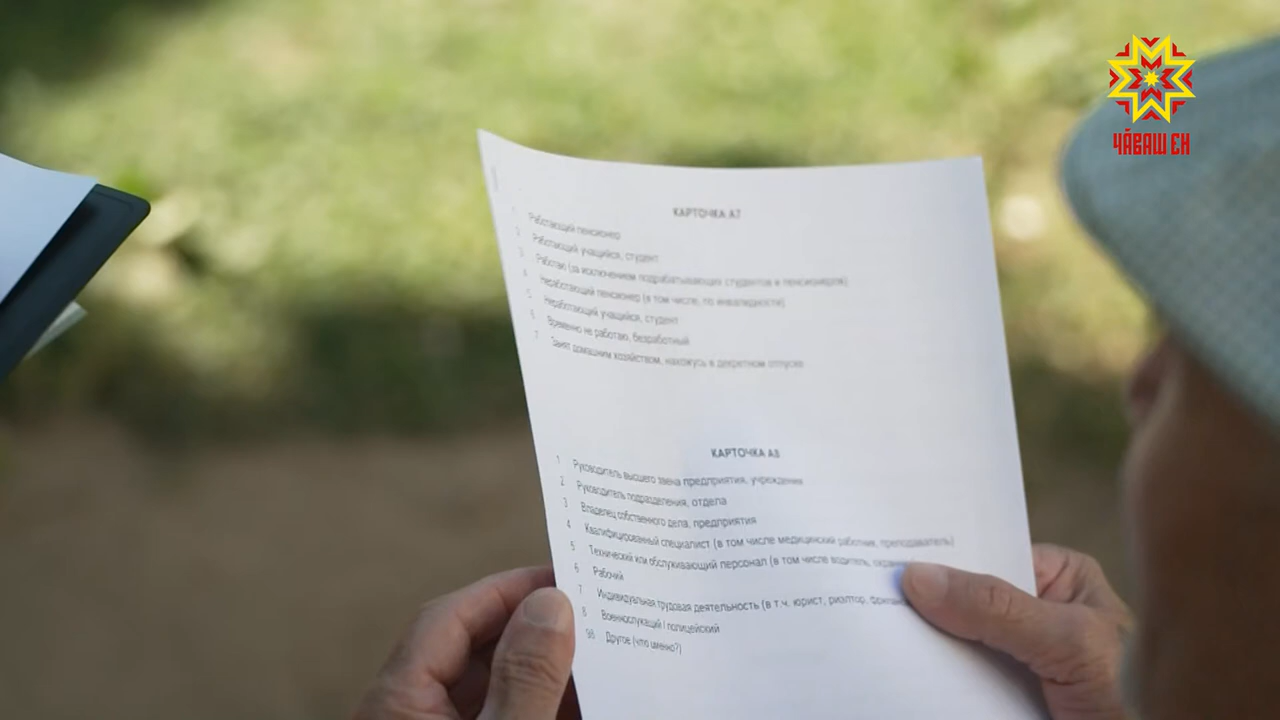 ЧӐВАШ ЕН
КАРТОЧКА А7
1 Работающий пенсионер
2 Работающий учащийся, студент
3 Работаю (за исключением подрабатывающих студентов и пенсионеров)
4 Неработающий пенсионер (в том числе, по инвалидности)
5 Неработающий учащийся, студент
6 Временно не работаю, безработный
7 Занят домашним хозяйством, нахожусь в декретном отпуске
КАРТОЧКА А8
1 Руководитель высшего звена предприятия, учреждения
2 Руководитель подразделения, отдела
3 Владелец собственного дела, предприятия
4 Квалифицированный специалист (в том числе медицинский работник, преподаватель)
5 Технический или обслуживающий персонал (в том числе водитель,
6 Рабочий
7 Индивидуальная трудовая деятельность (в т.ч. юрист, риэлтор,
8 Военнослужащий / полицейский
98 Другое (что именно?)